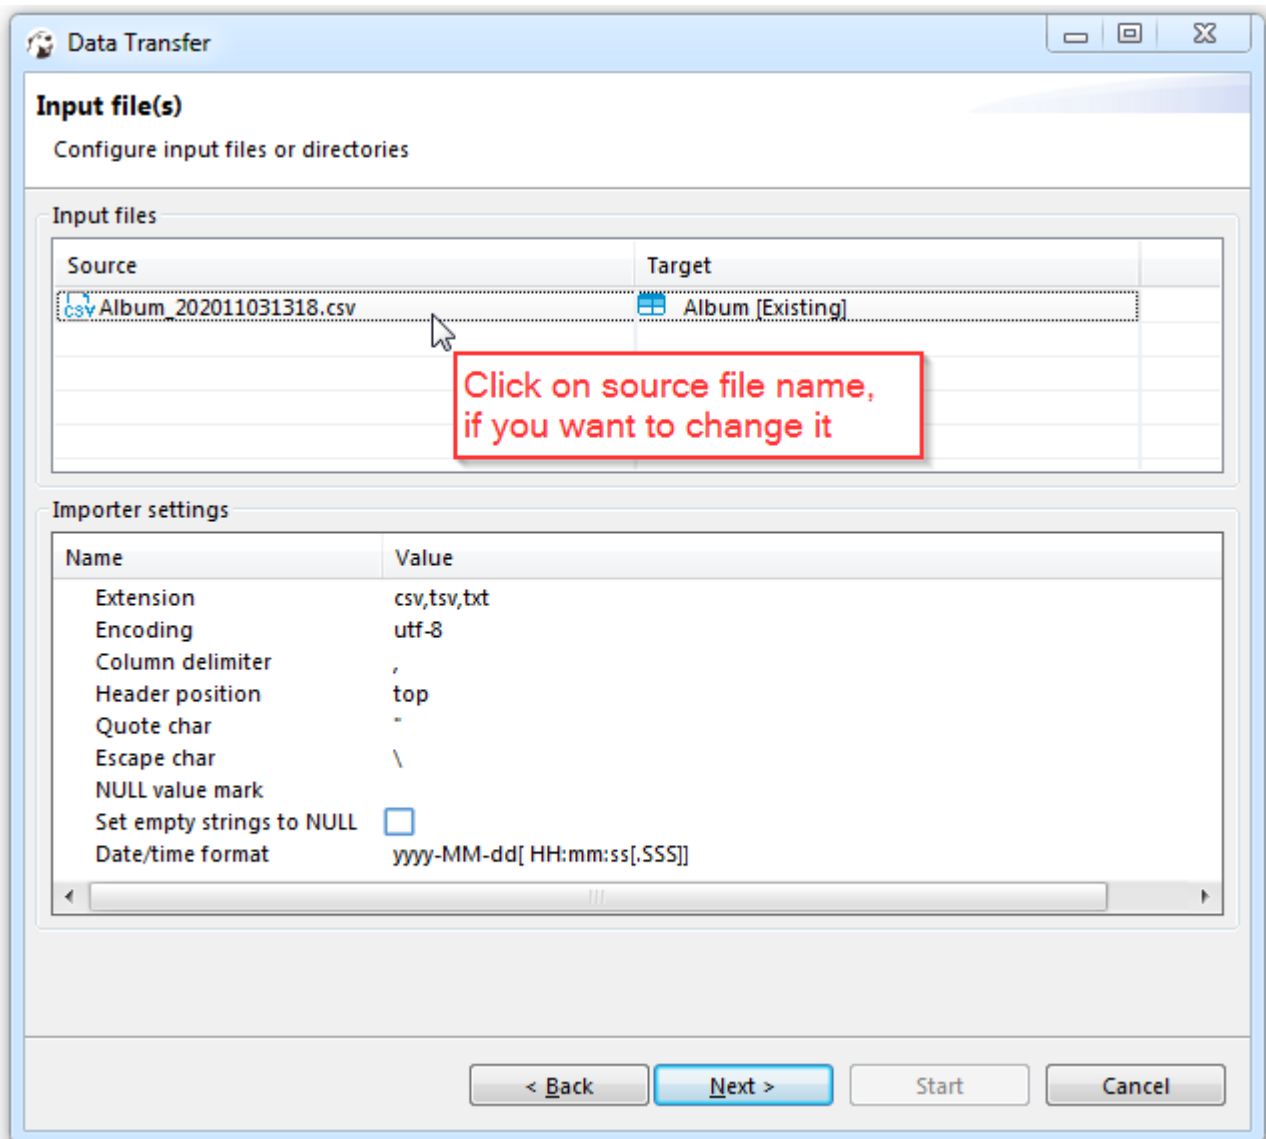 Data Transfer
Input file(s)
Configure input files or directories
Input files
Source Target
CSV Album_202011031318.csv Album [Existing]
Click on source file name,
if you want to change it
Importer settings
Name Value
Extension csv,tsv,txt
Encoding utf-8
Column delimiter ,
Header position top
Quote char "
Escape char \
NULL value mark
Set empty strings to NULL
Date/time format yyyy-MM-dd[ HH:mm:ss[.SSS]]
< Back Next > Start Cancel